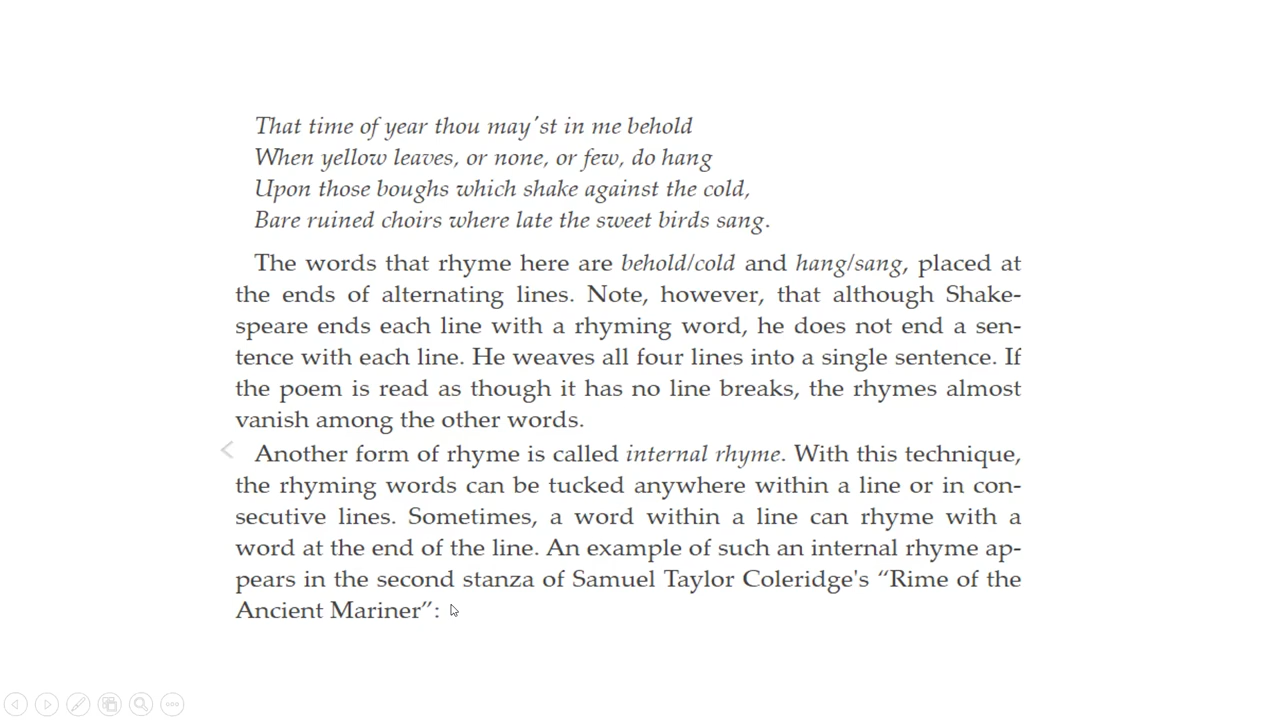 That time of year thou may'st in me behold
When yellow leaves, or none, or few, do hang
Upon those boughs which shake against the cold,
Bare ruined choirs where late the sweet birds sang.
The words that rhyme here are behold/cold and hang/sang, placed at
the ends of alternating lines. Note, however, that although Shake-
speare ends each line with a rhyming word, he does not end a sen-
tence with each line. He weaves all four lines into a single sentence. If
the poem is read as though it has no line breaks, the rhymes almost
vanish among the other words.
Another form of rhyme is called internal rhyme. With this technique,
the rhyming words can be tucked anywhere within a line or in con-
secutive lines. Sometimes, a word within a line can rhyme with a
word at the end of the line. An example of such an internal rhyme ap-
pears in the second stanza of Samuel Taylor Coleridge's “Rime of the
Ancient Mariner”: